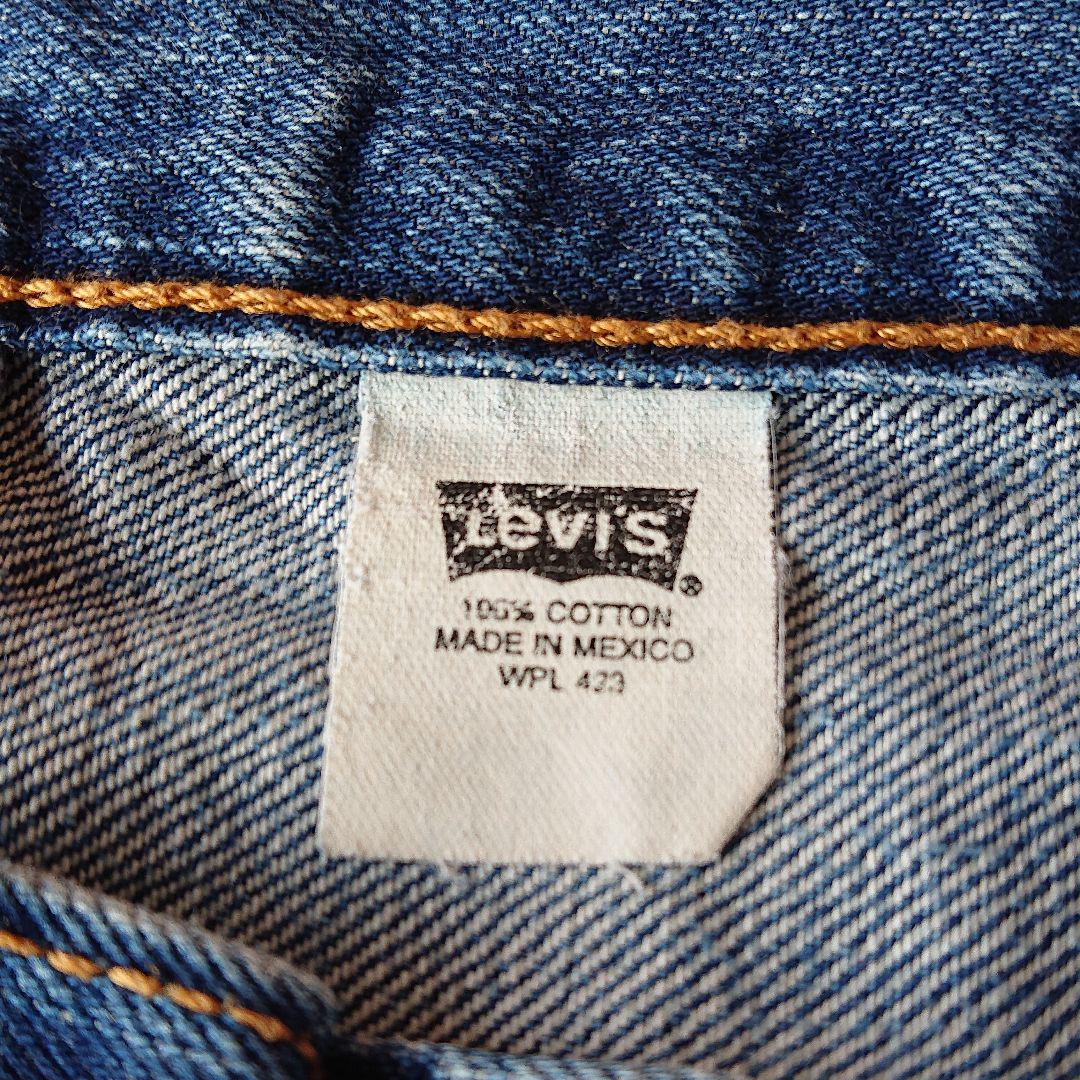 Levi's
®
100% COTTON
MADE IN MEXICO
WPL 423